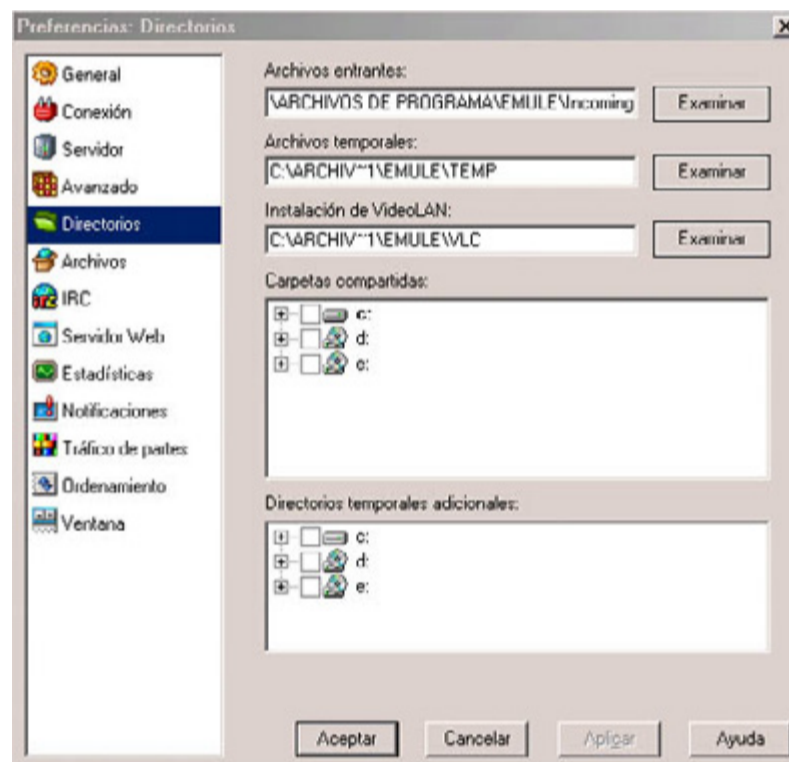 Preferencias: Directorios
General
Conexión
Servidor
Avanzado
Directorios
Archivos
IRC
Servidor Web
Estadísticas
Notificaciones
Tráfico de partes
Ordenamiento
Ventana
Archivos entrantes:
\ARCHIVOS DE PROGRAMA\EMULE\Incoming
Examinar
Archivos temporales:
C:\ARCHIV~1\EMULE\TEMP
Examinar
Instalación de VideoLAN:
C:\ARCHIV~1\EMULE\VLC
Examinar
Carpetas compartidas:
c:
d:
e:
Directorios temporales adicionales:
c:
d:
e:
Aceptar
Cancelar
Aplicar
Ayuda